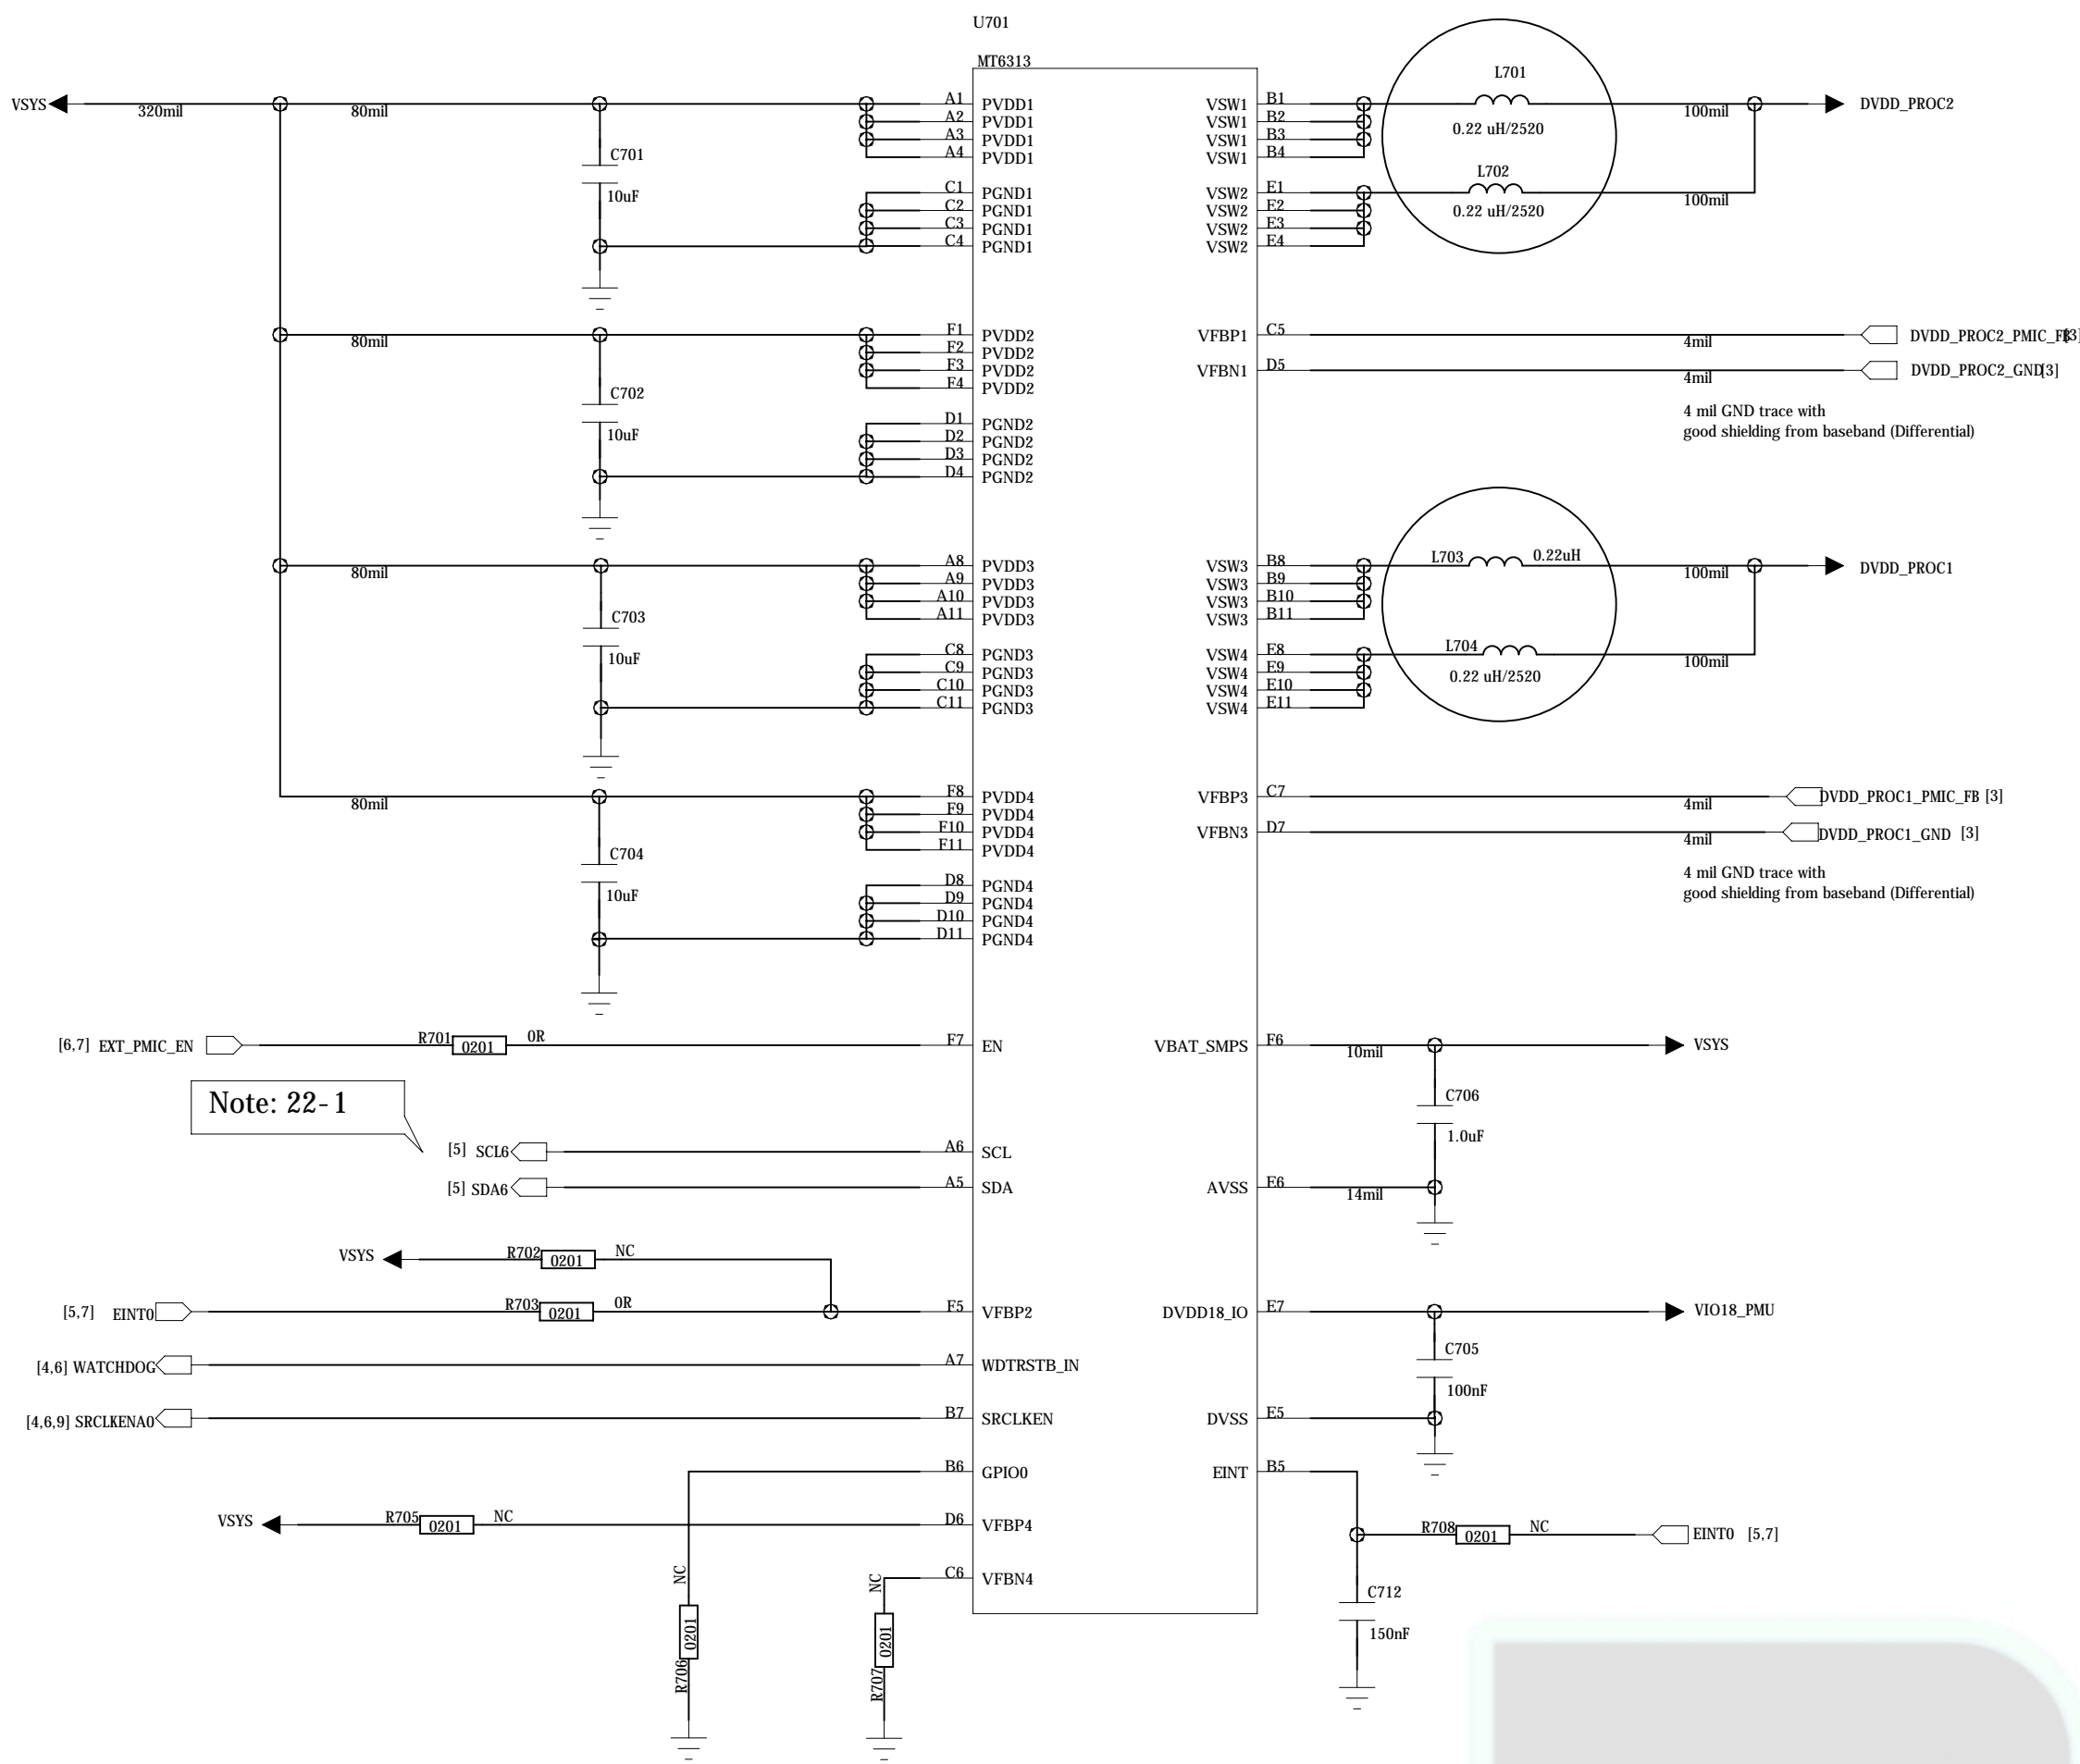 U701
MT6313
VSYS
320mil
80mil
C701
10uF
A1 PVDD1
A2 PVDD1
A3 PVDD1
A4 PVDD1
C1 PGND1
C2 PGND1
C3 PGND1
C4 PGND1
VSW1 B1
VSW1 B2
VSW1 B3
VSW1 B4
VSW2 E1
VSW2 E2
VSW2 E3
VSW2 E4
L701
0.22 uH/2520
100mil
DVDD_PROC2
L702
0.22 uH/2520
100mil
80mil
C702
10uF
F1 PVDD2
F2 PVDD2
F3 PVDD2
F4 PVDD2
D1 PGND2
D2 PGND2
D3 PGND2
D4 PGND2
VFBP1 C5
4mil
DVDD_PROC2_PMIC_FB[3]
VFBN1 D5
4mil
DVDD_PROC2_GND[3]
4 mil GND trace with
good shielding from baseband (Differential)
80mil
C703
10uF
A8 PVDD3
A9 PVDD3
A10 PVDD3
A11 PVDD3
C8 PGND3
C9 PGND3
C10 PGND3
C11 PGND3
VSW3 B8
VSW3 B9
VSW3 B10
VSW3 B11
VSW4 E8
VSW4 E9
VSW4 E10
VSW4 E11
L703 0.22uH
100mil
DVDD_PROC1
L704
0.22 uH/2520
100mil
80mil
C704
10uF
F8 PVDD4
F9 PVDD4
F10 PVDD4
F11 PVDD4
D8 PGND4
D9 PGND4
D10 PGND4
D11 PGND4
VFBP3 C7
4mil
DVDD_PROC1_PMIC_FB [3]
VFBN3 D7
4mil
DVDD_PROC1_GND [3]
4 mil GND trace with
good shielding from baseband (Differential)
[6,7] EXT_PMIC_EN
R701 0201 0R
F7 EN
VBAT_SMPS F6
10mil
VSYS
C706
1.0uF
Note: 22-1
[5] SCL6
A6 SCL
[5] SDA6
A5 SDA
AVSS E6
14mil
VSYS
R702 0201 NC
[5,7] EINT0
R703 0201 0R
F5 VFBP2
DVDD18_IO E7
VIO18_PMU
C705
100nF
[4,6] WATCHDOG
A7 WDTRSTB_IN
[4,6,9] SRCLKENA0
B7 SRCLKEN
DVSS E5
B6 GPIO0
EINT B5
VSYS
R705 0201 NC
D6 VFBP4
R708 0201 NC
EINT0 [5,7]
C6 VFBN4
NC
0201
R706
NC
0201
R707
C712
150nF